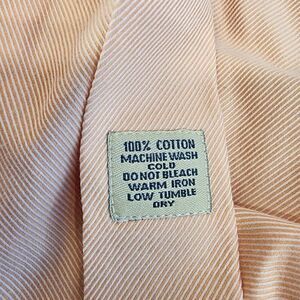 100% COTTON
MACHINE WASH
COLD
DO NOT BLEACH
WARM IRON
LOW TUMBLE
DRY